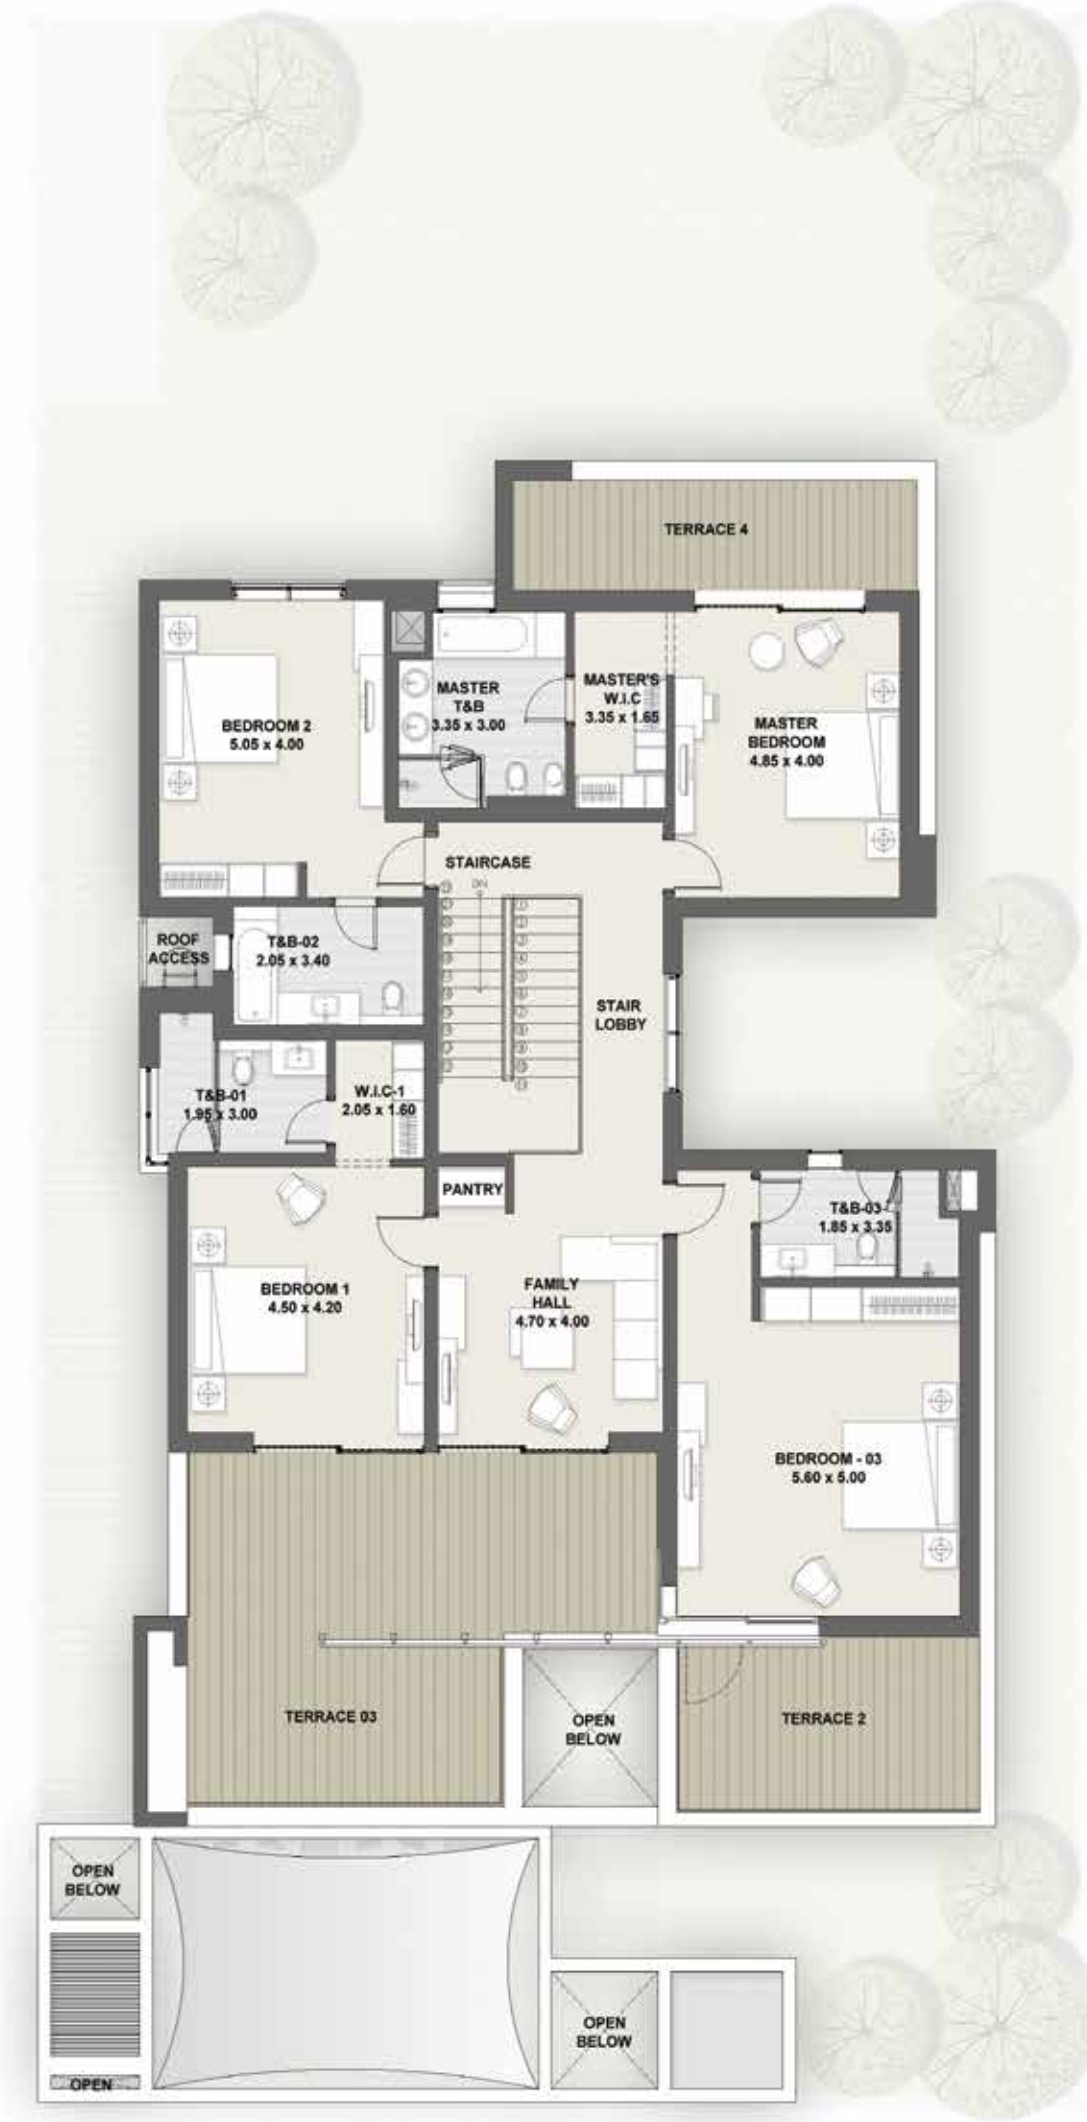 TERRACE 4
BEDROOM 2
5.05 x 4.00
MASTER
T&B
3.35 x 3.00
MASTER'S
W.I.C
3.35 x 1.65
MASTER
BEDROOM
4.85 x 4.00
STAIRCASE
DN
ROOF
ACCESS
T&B-02
2.05 x 3.40
STAIR
LOBBY
T&B-01
1.95 x 3.00
W.I.C-1
2.05 x 1.60
PANTRY
T&B-03
1.85 x 3.35
BEDROOM 1
4.50 x 4.20
FAMILY
HALL
4.70 x 4.00
BEDROOM - 03
5.60 x 5.00
TERRACE 03
OPEN
BELOW
TERRACE 2
OPEN
BELOW
OPEN
BELOW
OPEN